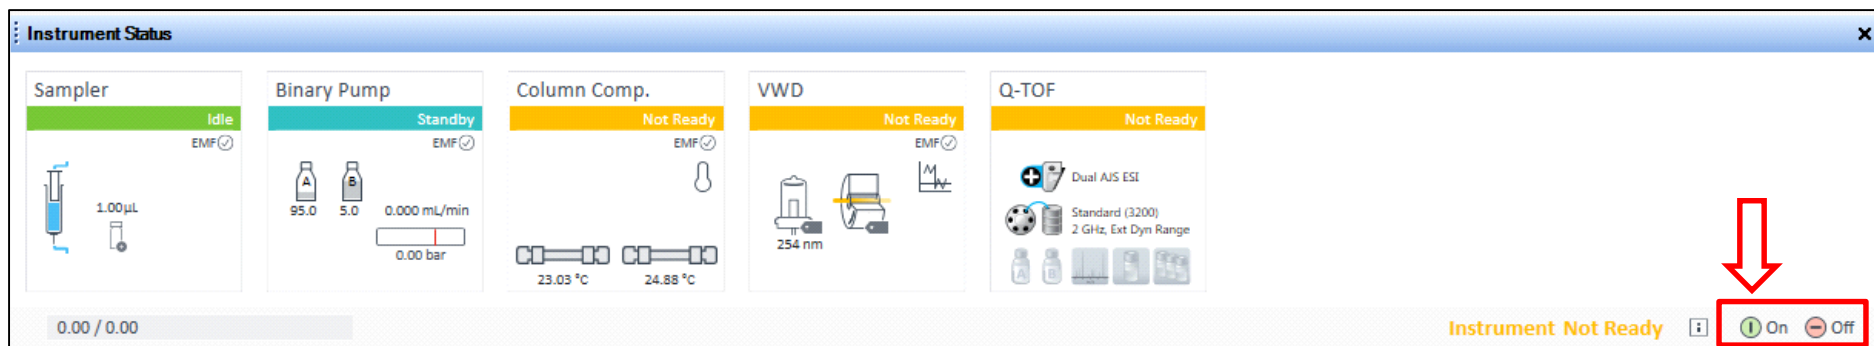 Instrument Status
Sampler
Idle
EMF
1.00µL
Binary Pump
Standby
EMF
A B
95.0 5.0 0.000 mL/min
0.00 bar
Column Comp.
Not Ready
EMF
23.03 °C 24.88 °C
VWD
Not Ready
EMF
254 nm
Q-TOF
Not Ready
Dual AJS ESI
Standard (3200)
2 GHz, Ext Dyn Range
A B
0.00 / 0.00
Instrument Not Ready i On Off